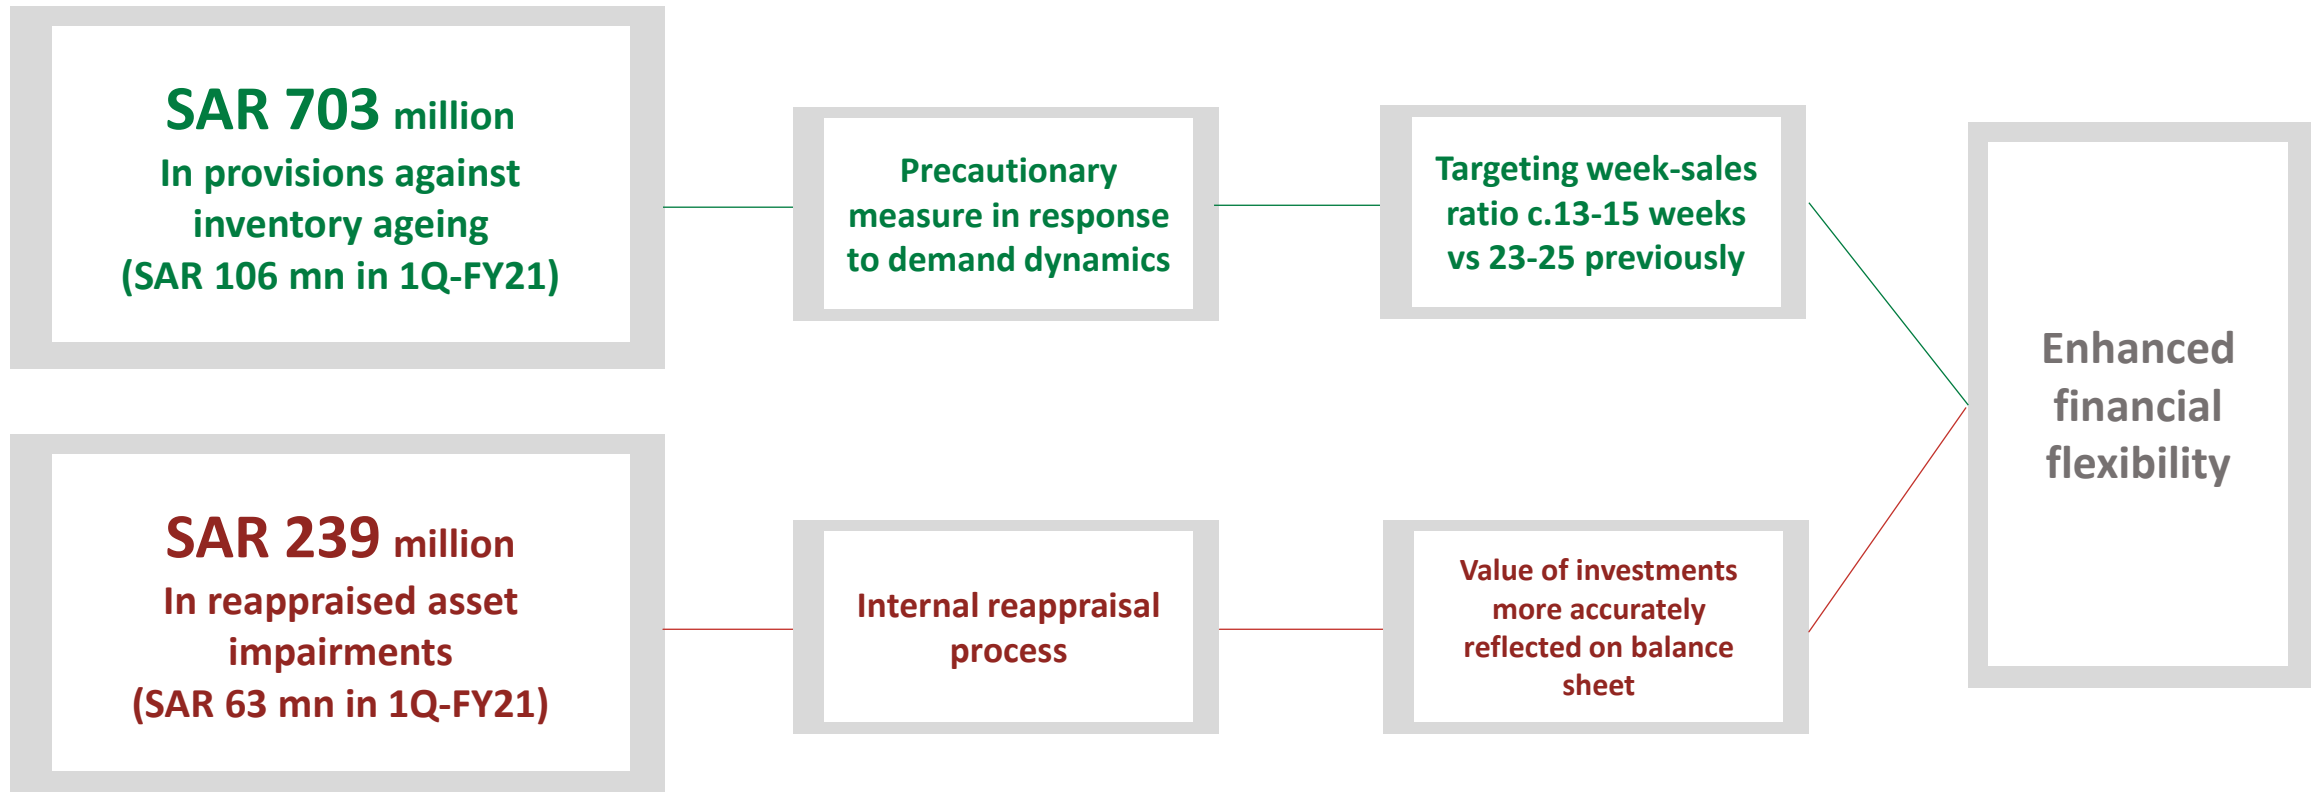 SAR 703 million
In provisions against
inventory ageing
(SAR 106 mn in 1Q-FY21)
Precautionary
measure in response
to demand dynamics
Targeting week-sales
ratio c.13-15 weeks
vs 23-25 previously
SAR 239 million
In reappraised asset
impairments
(SAR 63 mn in 1Q-FY21)
Internal reappraisal
process
Value of investments
more accurately
reflected on balance
sheet
Enhanced
financial
flexibility